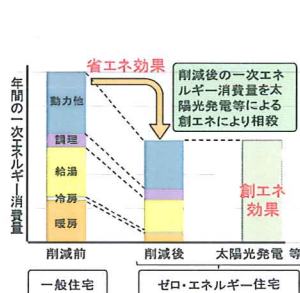 省エネ効果
削減後の一次エネ
ルギー消費量を太
陽光発電等による
創エネにより相殺
年間の一次エネルギー消費量
動力他
調理
給湯
冷房
暖房
創エネ
効果
削減前
削減後
太陽光発電 等
一般住宅
ゼロ・エネルギー住宅